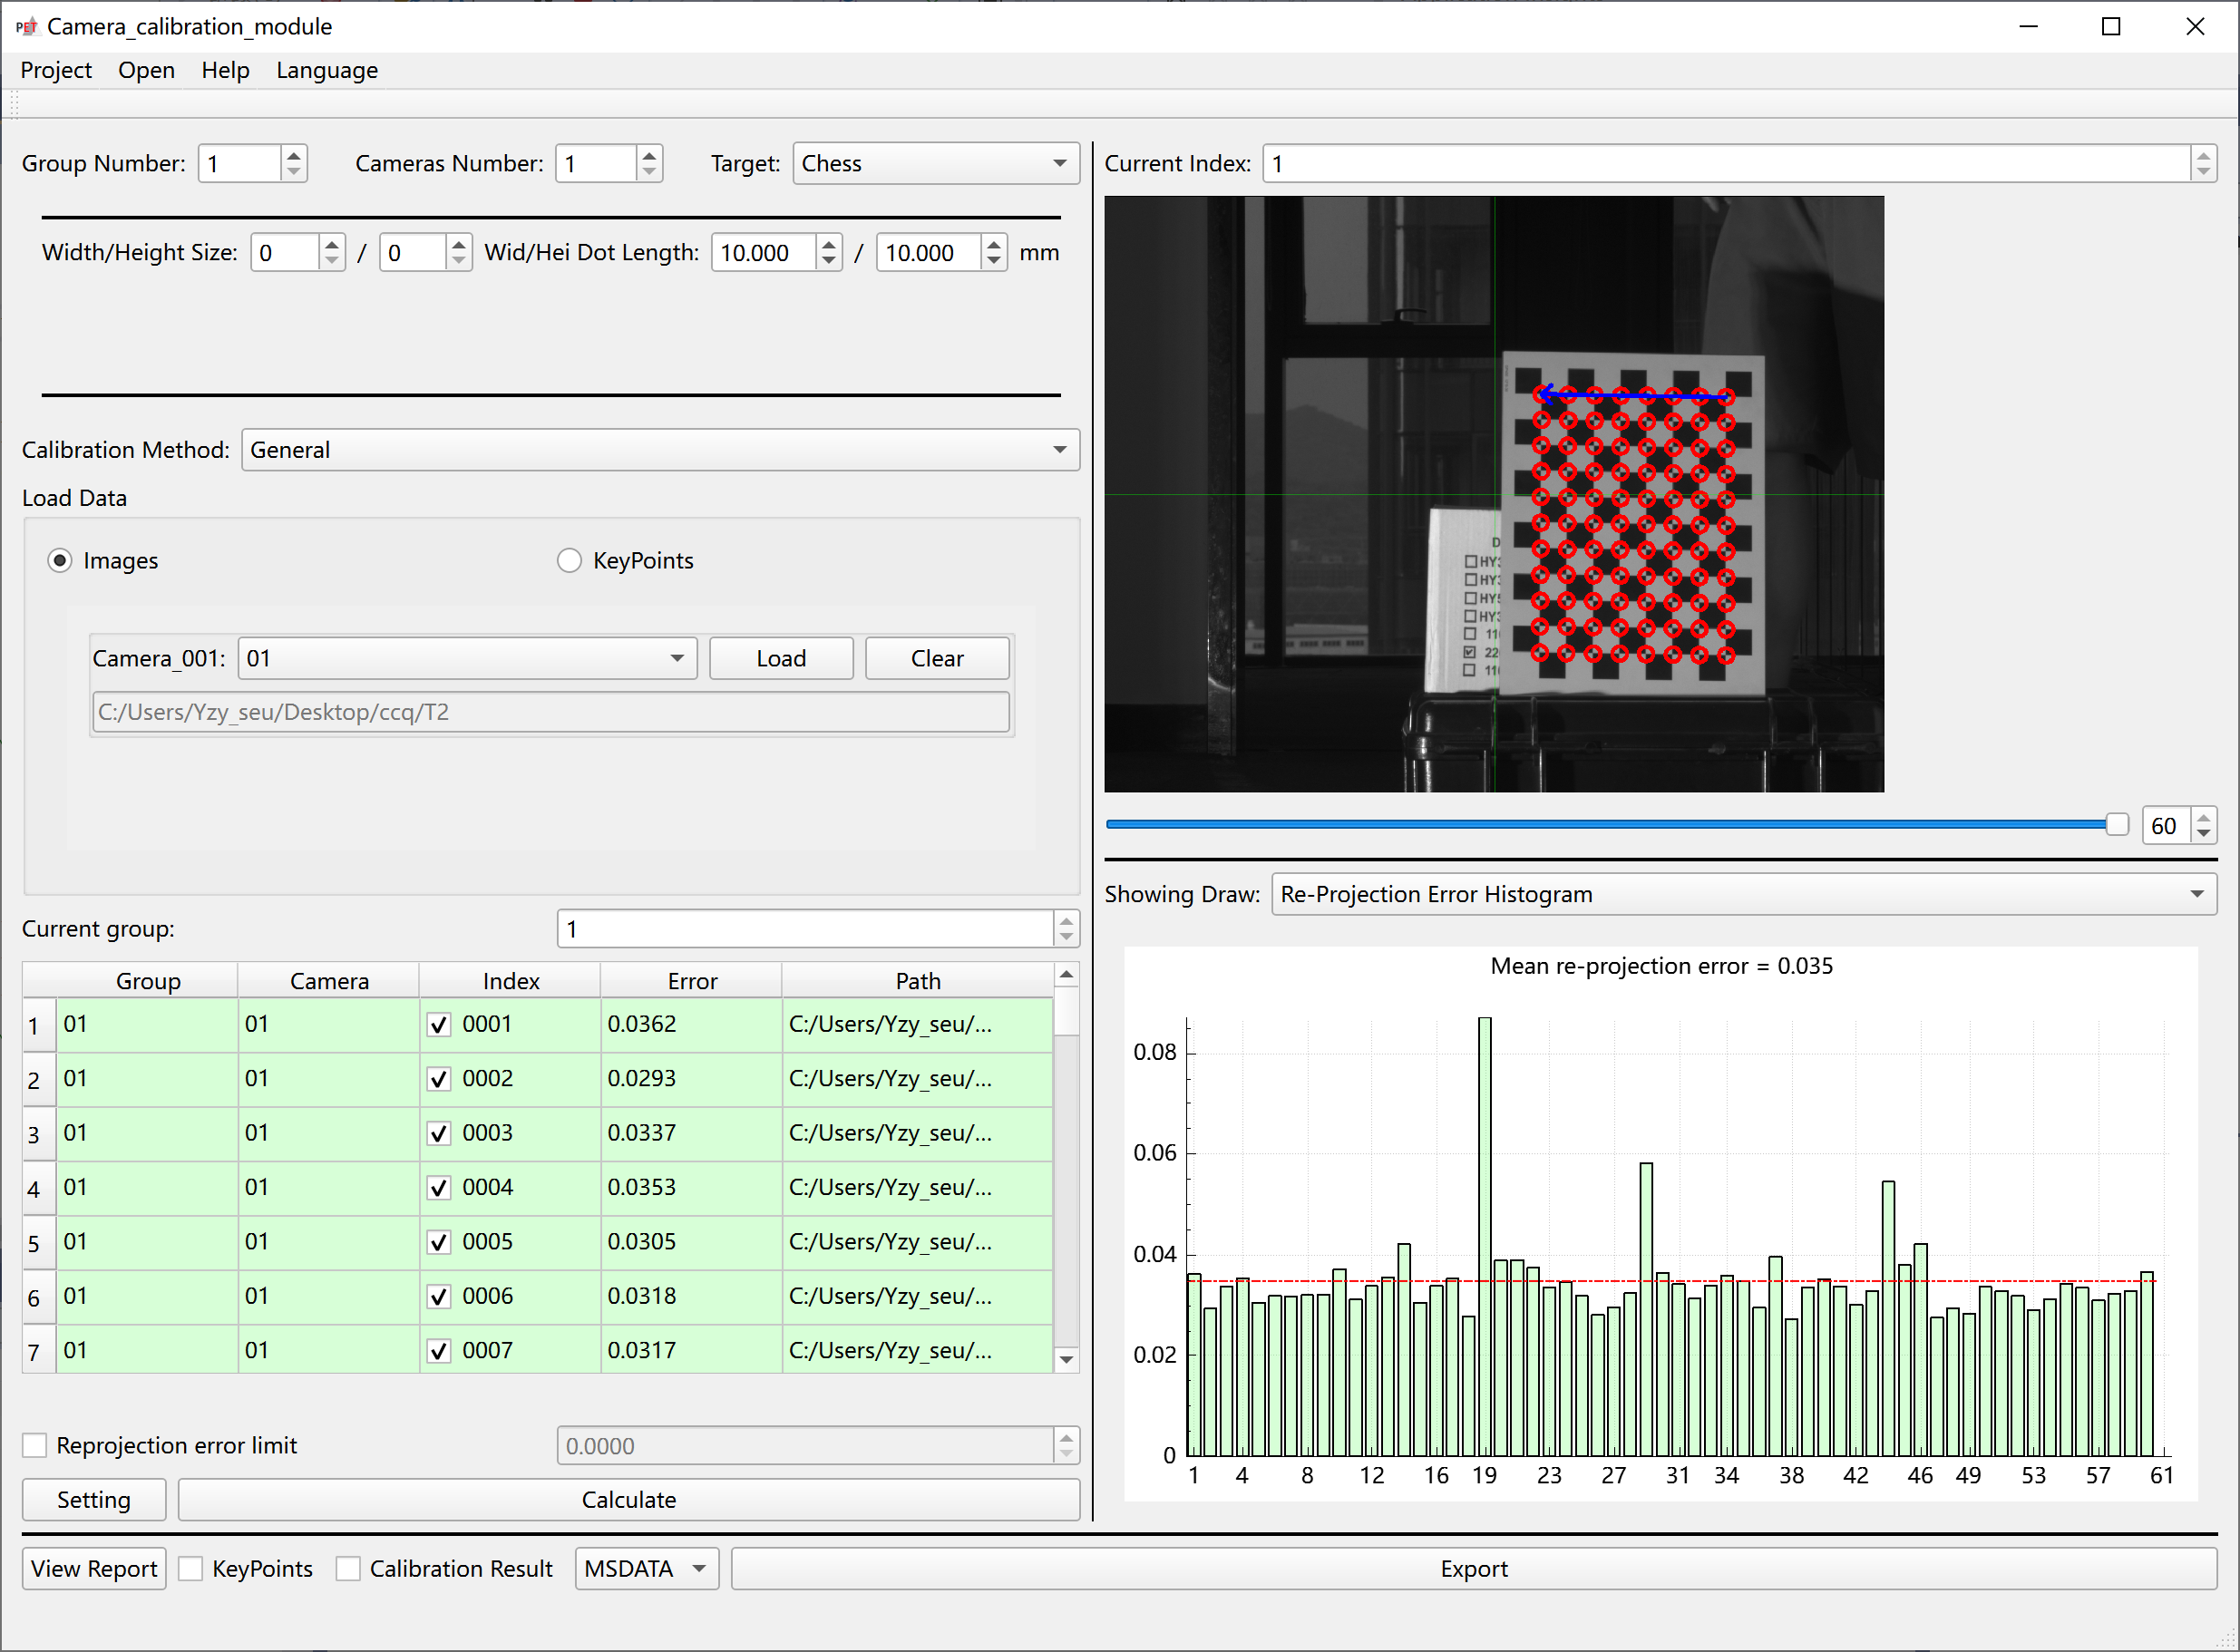 PET Camera_calibration_module
Project Open Help Language
Group Number: 1 Cameras Number: 1 Target: Chess
Width/Height Size: 0 / 0 Wid/Hei Dot Length: 10.000 / 10.000 mm
Calibration Method: General
Load Data
Images KeyPoints
Camera_001: 01 Load Clear
C:/Users/Yzy_seu/Desktop/ccq/T2
Current group: 1
Group Camera Index Error Path
1 01 01 0001 0.0362 C:/Users/Yzy_seu/...
2 01 01 0002 0.0293 C:/Users/Yzy_seu/...
3 01 01 0003 0.0337 C:/Users/Yzy_seu/...
4 01 01 0004 0.0353 C:/Users/Yzy_seu/...
5 01 01 0005 0.0305 C:/Users/Yzy_seu/...
6 01 01 0006 0.0318 C:/Users/Yzy_seu/...
7 01 01 0007 0.0317 C:/Users/Yzy_seu/...
Reprojection error limit 0.0000
Setting Calculate
Current Index: 1
D
HY3
HY3
HY5
HY3
110
220
110
60
Showing Draw: Re-Projection Error Histogram
Mean re-projection error = 0.035
0.08
0.06
0.04
0.02
0
1 4 8 12 16 19 23 27 31 34 38 42 46 49 53 57 61
View Report KeyPoints Calibration Result MSDATA Export